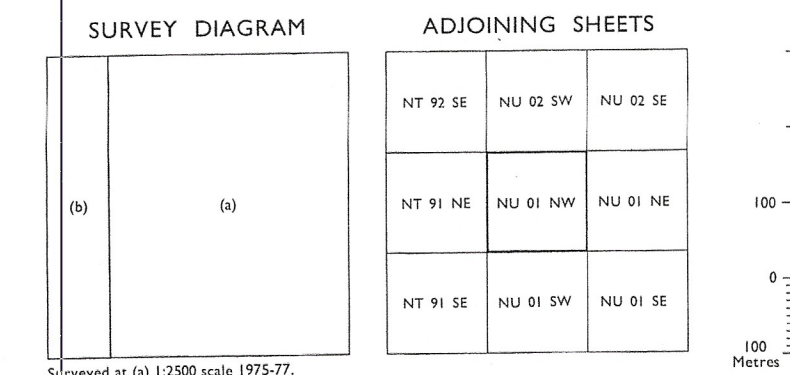 SURVEY DIAGRAM
(b)
(a)
Surveyed at (a) 1:2500 scale 1975-77.
ADJOINING SHEETS
NT 92 SE NU 02 SW NU 02 SE
NT 91 NE NU 01 NW NU 01 NE
NT 91 SE NU 01 SW NU 01 SE
100
0
100
Metres